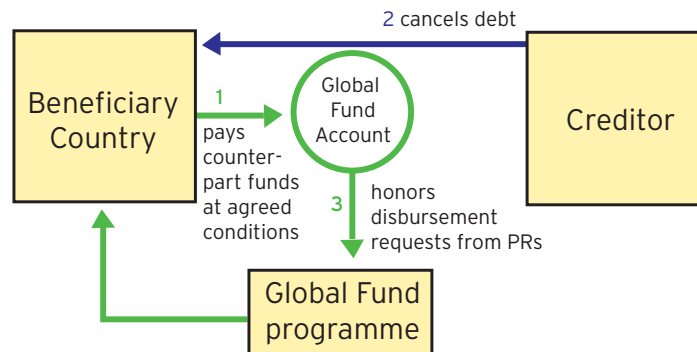 2 cancels debt
Beneficiary
Country
1
pays
counter-
part funds
at agreed
conditions
Global
Fund
Account
Creditor
3
honors
disbursement
requests from PRs
Global Fund
programme